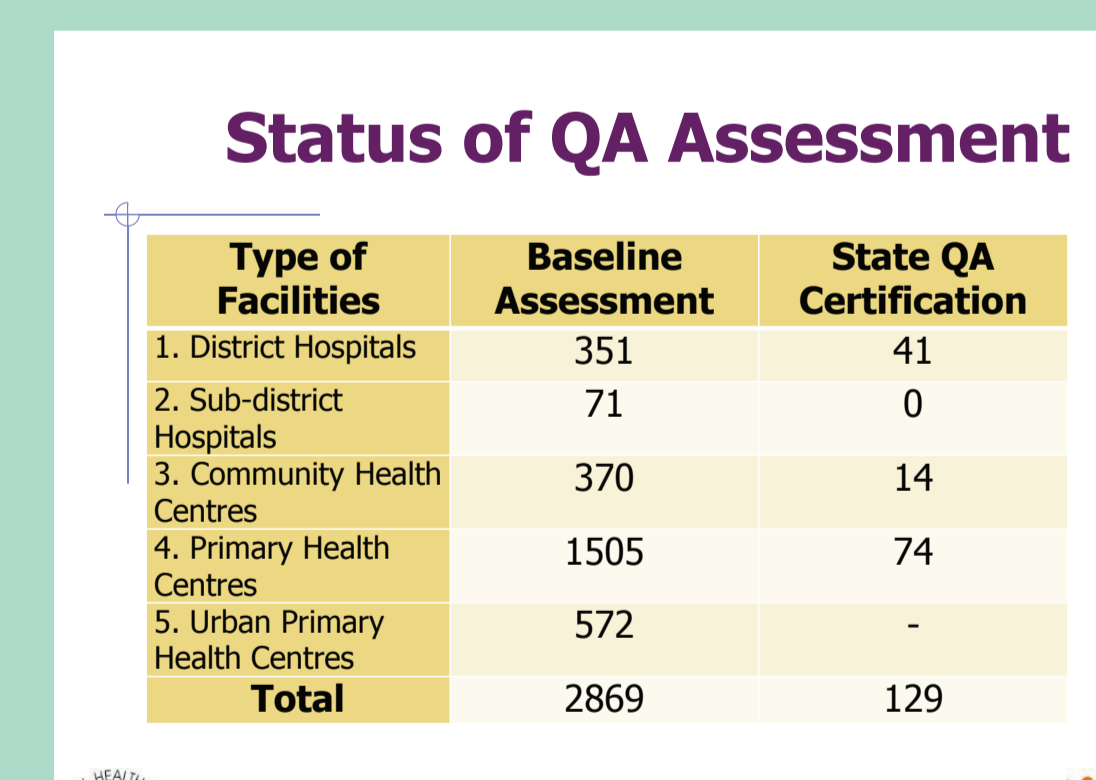 Status of QA Assessment
Type of Facilities Baseline Assessment State QA Certification
1. District Hospitals 351 41
2. Sub-district Hospitals 71 0
3. Community Health Centres 370 14
4. Primary Health Centres 1505 74
5. Urban Primary Health Centres 572 -
Total 2869 129